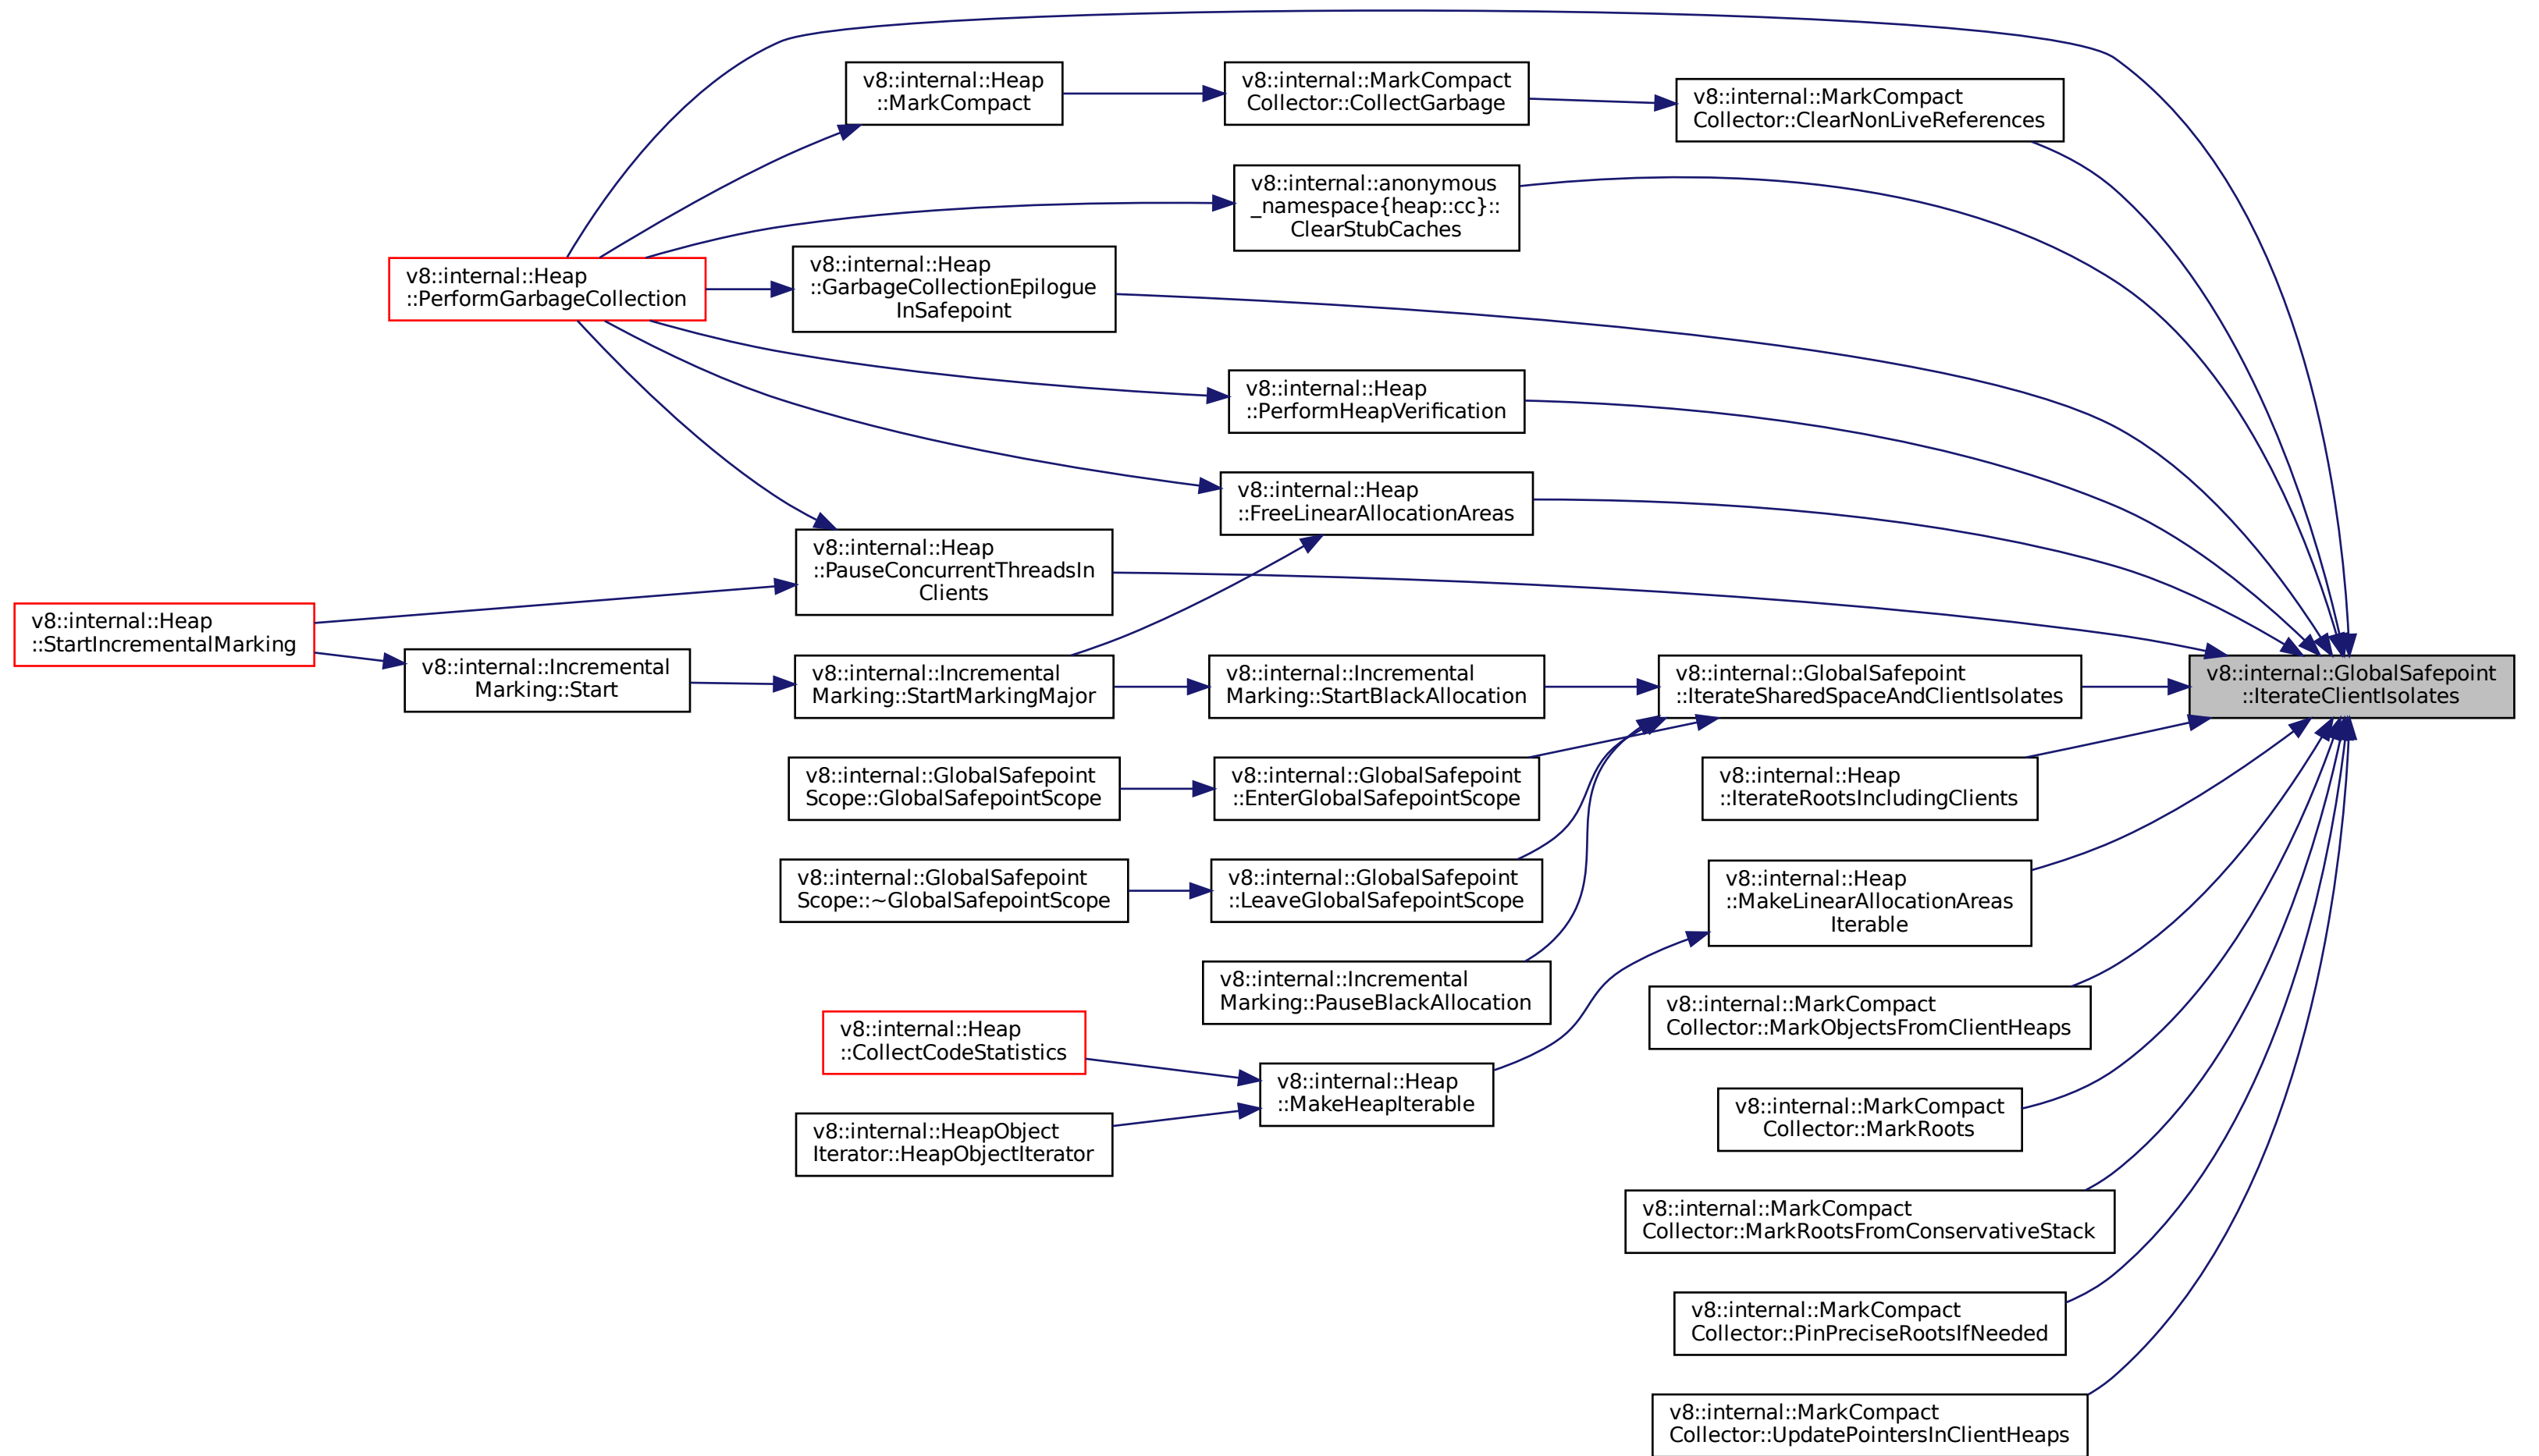 v8::internal::Heap
::MarkCompact
v8::internal::MarkCompact
Collector::CollectGarbage
v8::internal::MarkCompact
Collector::ClearNonLiveReferences
v8::internal::anonymous
_namespace{heap::cc}::
ClearStubCaches
v8::internal::Heap
::PerformGarbageCollection
v8::internal::Heap
::GarbageCollectionEpilogue
InSafepoint
v8::internal::Heap
::PerformHeapVerification
v8::internal::Heap
::FreeLinearAllocationAreas
v8::internal::Heap
::PauseConcurrentThreadsIn
Clients
v8::internal::Heap
::StartIncrementalMarking
v8::internal::Incremental
Marking::Start
v8::internal::Incremental
Marking::StartMarkingMajor
v8::internal::Incremental
Marking::StartBlackAllocation
v8::internal::GlobalSafepoint
::IterateSharedSpaceAndClientIsolates
v8::internal::GlobalSafepoint
::IterateClientIsolates
v8::internal::GlobalSafepoint
Scope::GlobalSafepointScope
v8::internal::GlobalSafepoint
::EnterGlobalSafepointScope
v8::internal::Heap
::IterateRootsIncludingClients
v8::internal::GlobalSafepoint
Scope::~GlobalSafepointScope
v8::internal::GlobalSafepoint
::LeaveGlobalSafepointScope
v8::internal::Heap
::MakeLinearAllocationAreas
Iterable
v8::internal::Incremental
Marking::PauseBlackAllocation
v8::internal::MarkCompact
Collector::MarkObjectsFromClientHeaps
v8::internal::Heap
::CollectCodeStatistics
v8::internal::Heap
::MakeHeapIterable
v8::internal::MarkCompact
Collector::MarkRoots
v8::internal::HeapObject
Iterator::HeapObjectIterator
v8::internal::MarkCompact
Collector::MarkRootsFromConservativeStack
v8::internal::MarkCompact
Collector::PinPreciseRootsIfNeeded
v8::internal::MarkCompact
Collector::UpdatePointersInClientHeaps